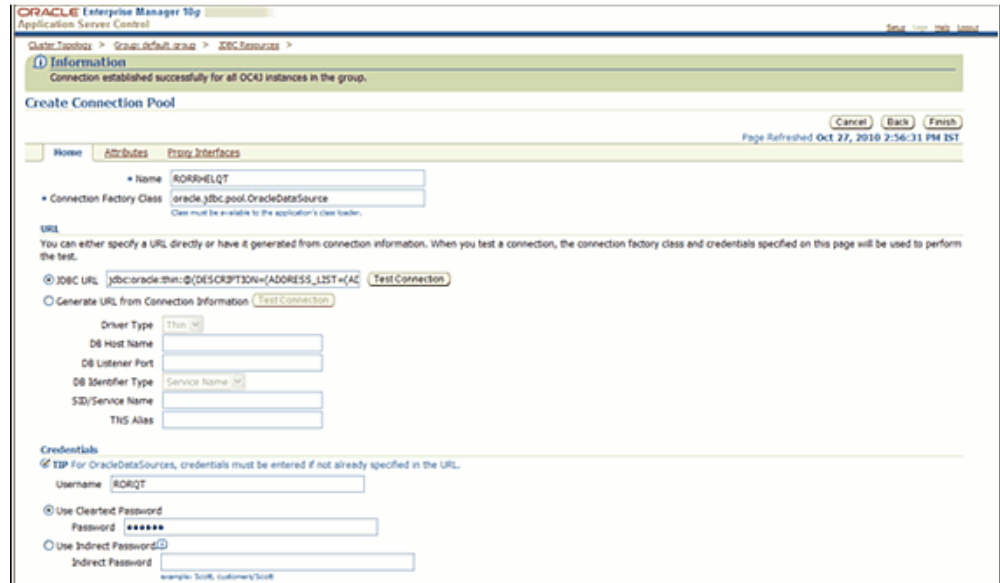 ORACLE Enterprise Manager 10g
Application Server Control
Setup Logs Help Logout
Cluster Topology > Group: default_group > JDBC Resources >
Information
Connection established successfully for all OC4J instances in the group.
Create Connection Pool
Cancel Back Finish
Page Refreshed Oct 27, 2010 2:56:31 PM IST
Home Attributes Proxy Interfaces
* Name RORRHELQT
* Connection Factory Class oracle.jdbc.pool.OracleDataSource
Class must be available to the application's class loader.
URL
You can either specify a URL directly or have it generated from connection information. When you test a connection, the connection factory class and credentials specified on this page will be used to perform
the test.
JDBC URL jdbc:oracle:thin:@(DESCRIPTION=(ADDRESS_LIST=(AD Test Connection
Generate URL from Connection Information Test Connection
Driver Type Thin
DB Host Name
DB Listener Port
DB Identifier Type Service Name
SID/Service Name
TNS Alias
Credentials
TIP For OracleDataSources, credentials must be entered if not already specified in the URL.
Username RORQT
Use Cleartext Password
Password ••••••
Use Indirect Password
Indirect Password
example: Scott, customers/Scott